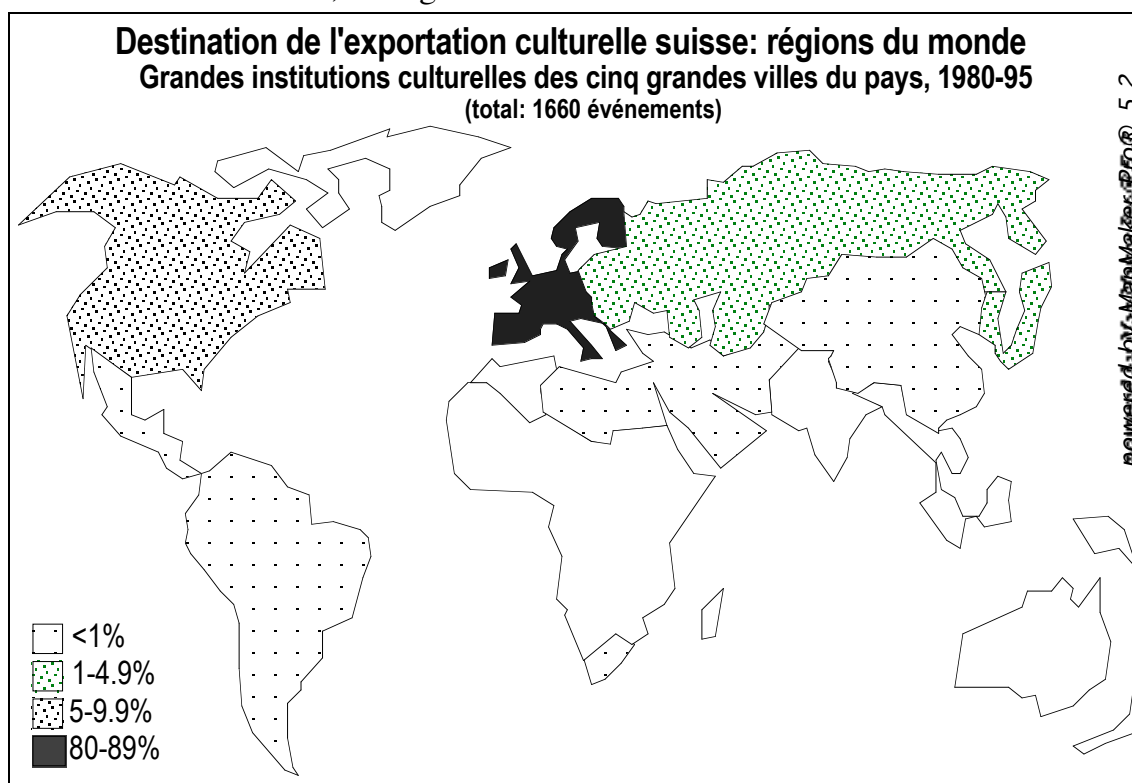 Destination de l'exportation culturelle suisse: régions du monde
Grandes institutions culturelles des cinq grandes villes du pays, 1980-95
(total: 1660 événements)
<1%
1-4.9%
5-9.9%
80-89%